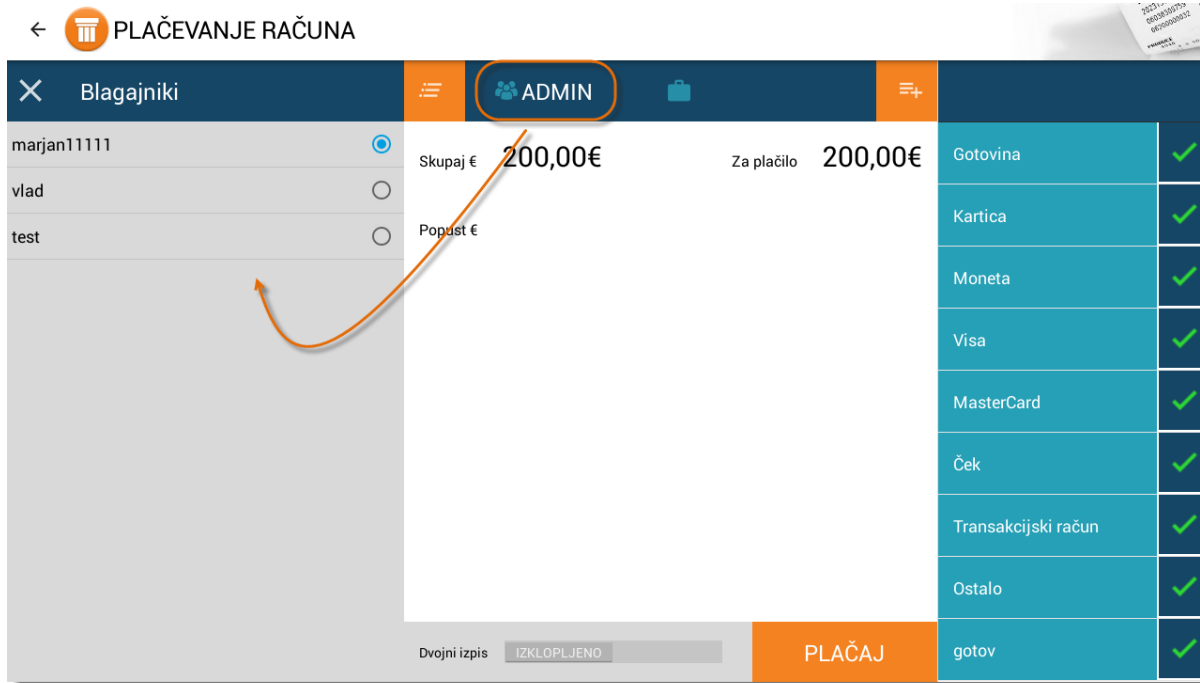 PLAČEVANJE RAČUNA
Blagajniki
marjan11111
vlad
test
ADMIN
Skupaj € 200,00€
Za plačilo 200,00€
Popust €
Dvojni izpis IZKLOPLJENO
PLAČAJ
Gotovina
Kartica
Moneta
Visa
MasterCard
Ček
Transakcijski račun
Ostalo
gotov